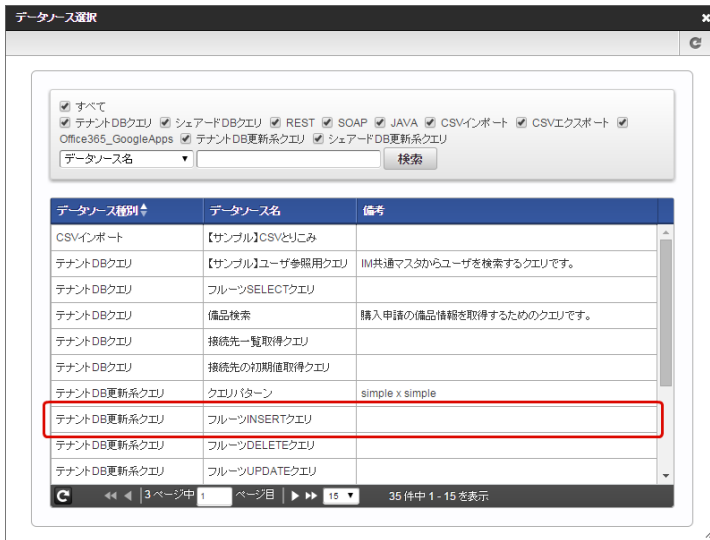 データソース選択
すべて
テナントDBクエリ シェアードDBクエリ REST SOAP JAVA CSVインポート CSVエクスポート
Office365_GoogleApps テナントDB更新系クエリ シェアードDB更新系クエリ
データソース名 検索
データソース種別 データソース名 備考
CSVインポート 【サンプル】CSVとりこみ
テナントDBクエリ 【サンプル】ユーザ参照用クエリ IM共通マスタからユーザを検索するクエリです。
テナントDBクエリ フルーツSELECTクエリ
テナントDBクエリ 備品検索 購入申請の備品情報を取得するためのクエリです。
テナントDBクエリ 接続先一覧取得クエリ
テナントDBクエリ 接続先の初期値取得クエリ
テナントDB更新系クエリ クエリパターン simple x simple
テナントDB更新系クエリ フルーツINSERTクエリ
テナントDB更新系クエリ フルーツDELETEクエリ
テナントDB更新系クエリ フルーツUPDATEクエリ
3 ページ中 1 ページ目 15 35 件中 1 - 15 を表示